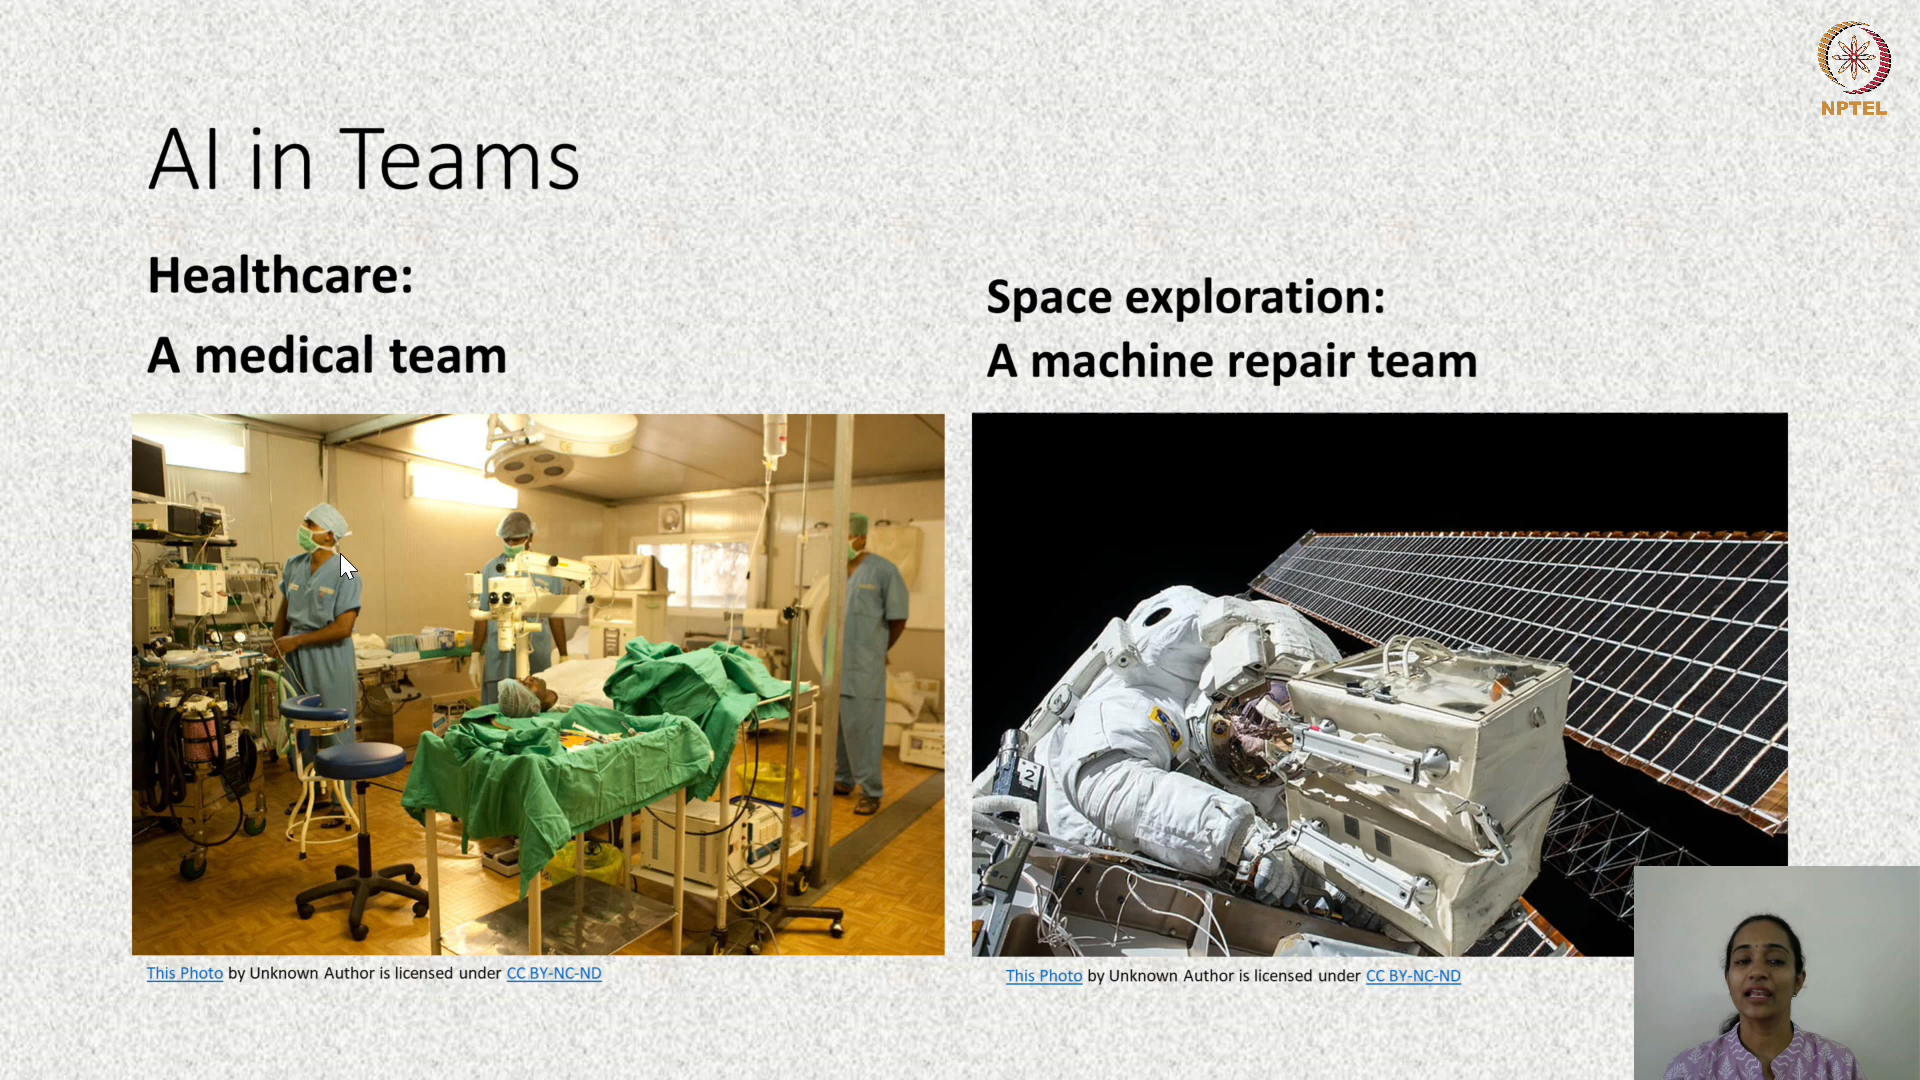 NPTEL
AI in Teams
Healthcare:
A medical team
Space exploration:
A machine repair team
2
This Photo by Unknown Author is licensed under CC BY-NC-ND
This Photo by Unknown Author is licensed under CC BY-NC-ND